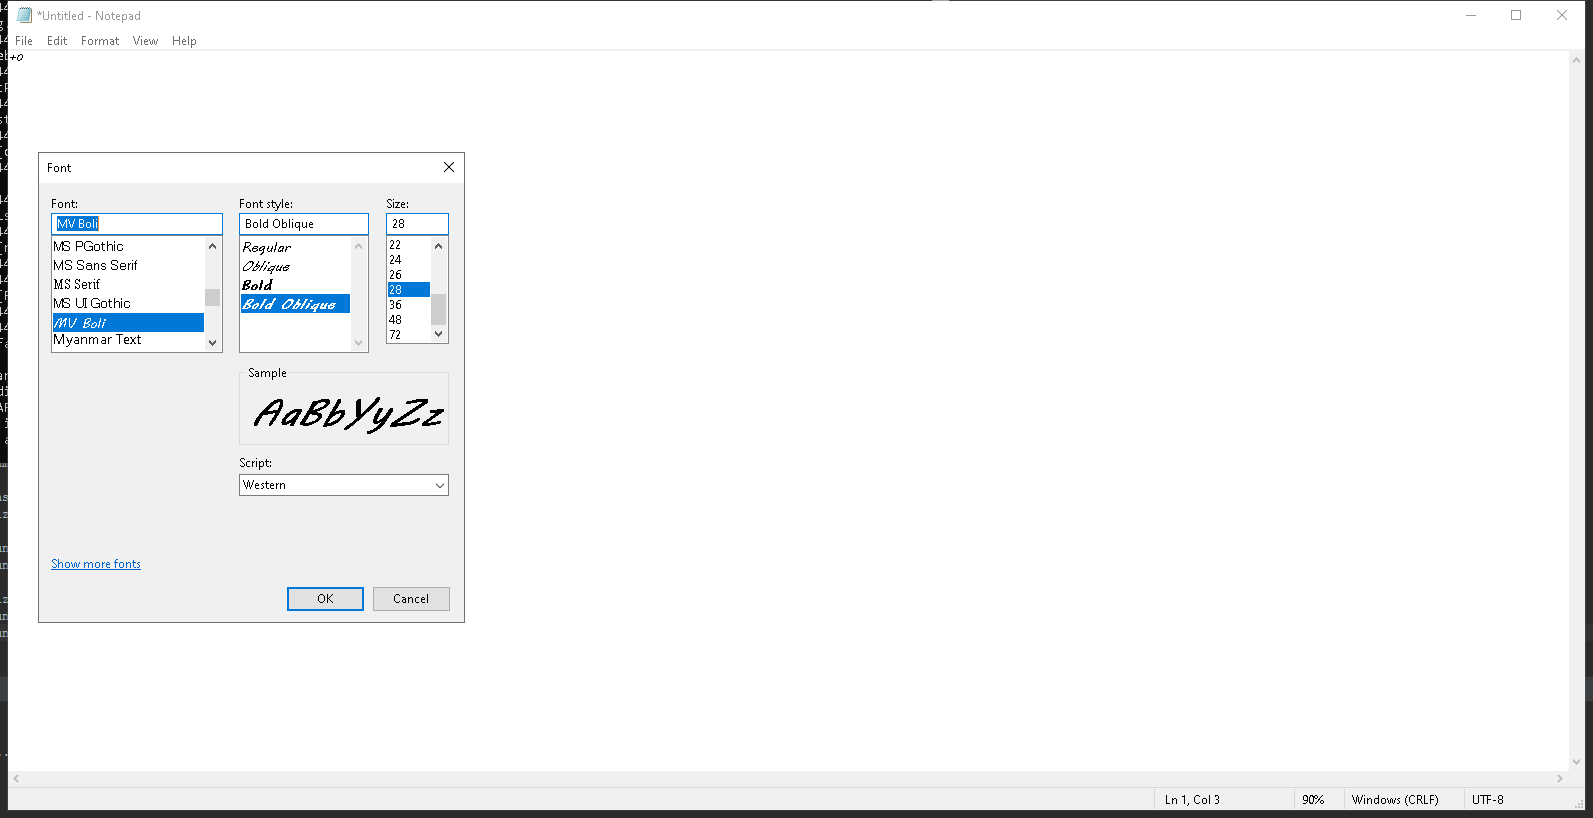 *Untitled - Notepad
File Edit Format View Help
+o
Font
Font: Font style: Size:
MV Boli Bold Oblique 28
MS PGothic
MS Sans Serif
MS Serif
MS UI Gothic
MV Boli
Myanmar Text
Regular
Oblique
Bold
Bold Oblique
22
24
26
28
36
48
72
Sample
AaBbYyZz
Script:
Western
Show more fonts
OK Cancel
Ln 1, Col 3 90% Windows (CRLF) UTF-8